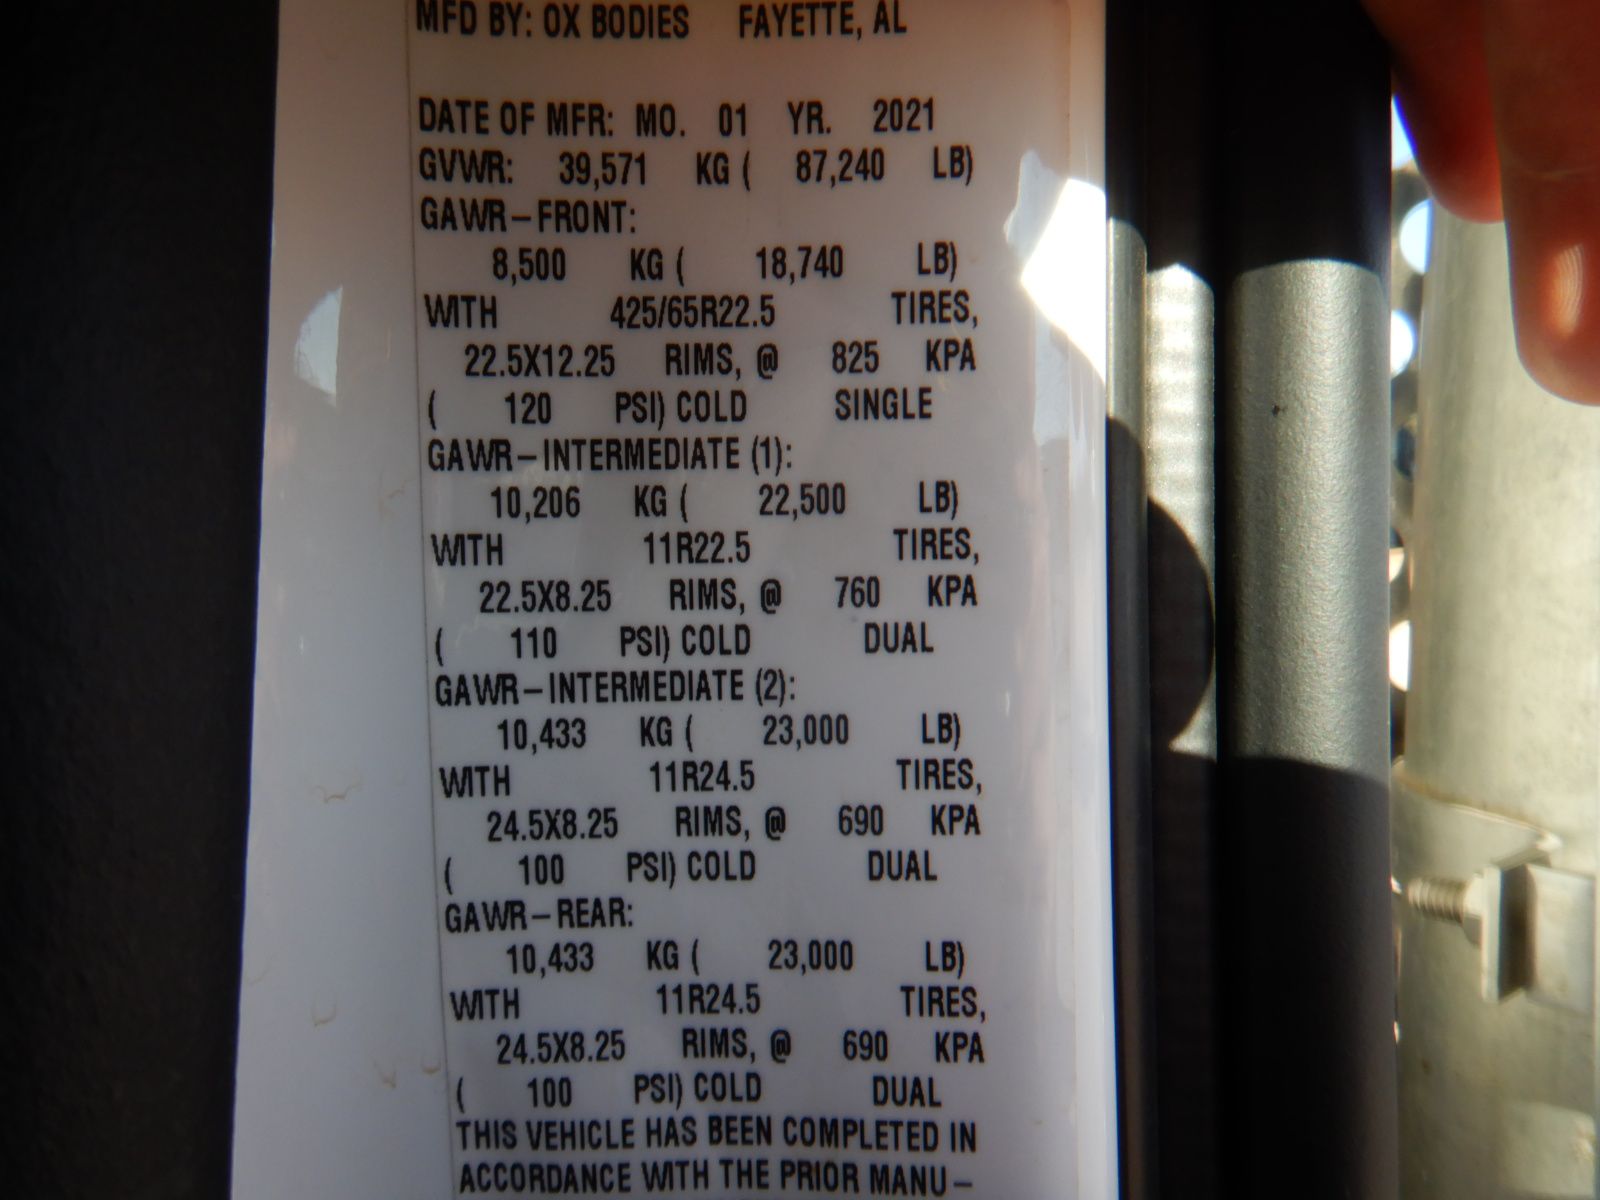 MFD BY: OX BODIES FAYETTE, AL
DATE OF MFR: MO. 01 YR. 2021
GVWR: 39,571 KG ( 87,240 LB)
GAWR-FRONT:
8,500 KG ( 18,740 LB)
WITH 425/65R22.5 TIRES,
22.5X12.25 RIMS, @ 825 KPA
( 120 PSI) COLD SINGLE
GAWR-INTERMEDIATE (1):
10,206 KG ( 22,500 LB)
WITH 11R22.5 TIRES,
22.5X8.25 RIMS, @ 760 KPA
( 110 PSI) COLD DUAL
GAWR-INTERMEDIATE (2):
10,433 KG ( 23,000 LB)
WITH 11R24.5 TIRES,
24.5X8.25 RIMS, @ 690 KPA
( 100 PSI) COLD DUAL
GAWR-REAR:
10,433 KG ( 23,000 LB)
WITH 11R24.5 TIRES,
24.5X8.25 RIMS, @ 690 KPA
( 100 PSI) COLD DUAL
THIS VEHICLE HAS BEEN COMPLETED IN
ACCORDANCE WITH THE PRIOR MANU-